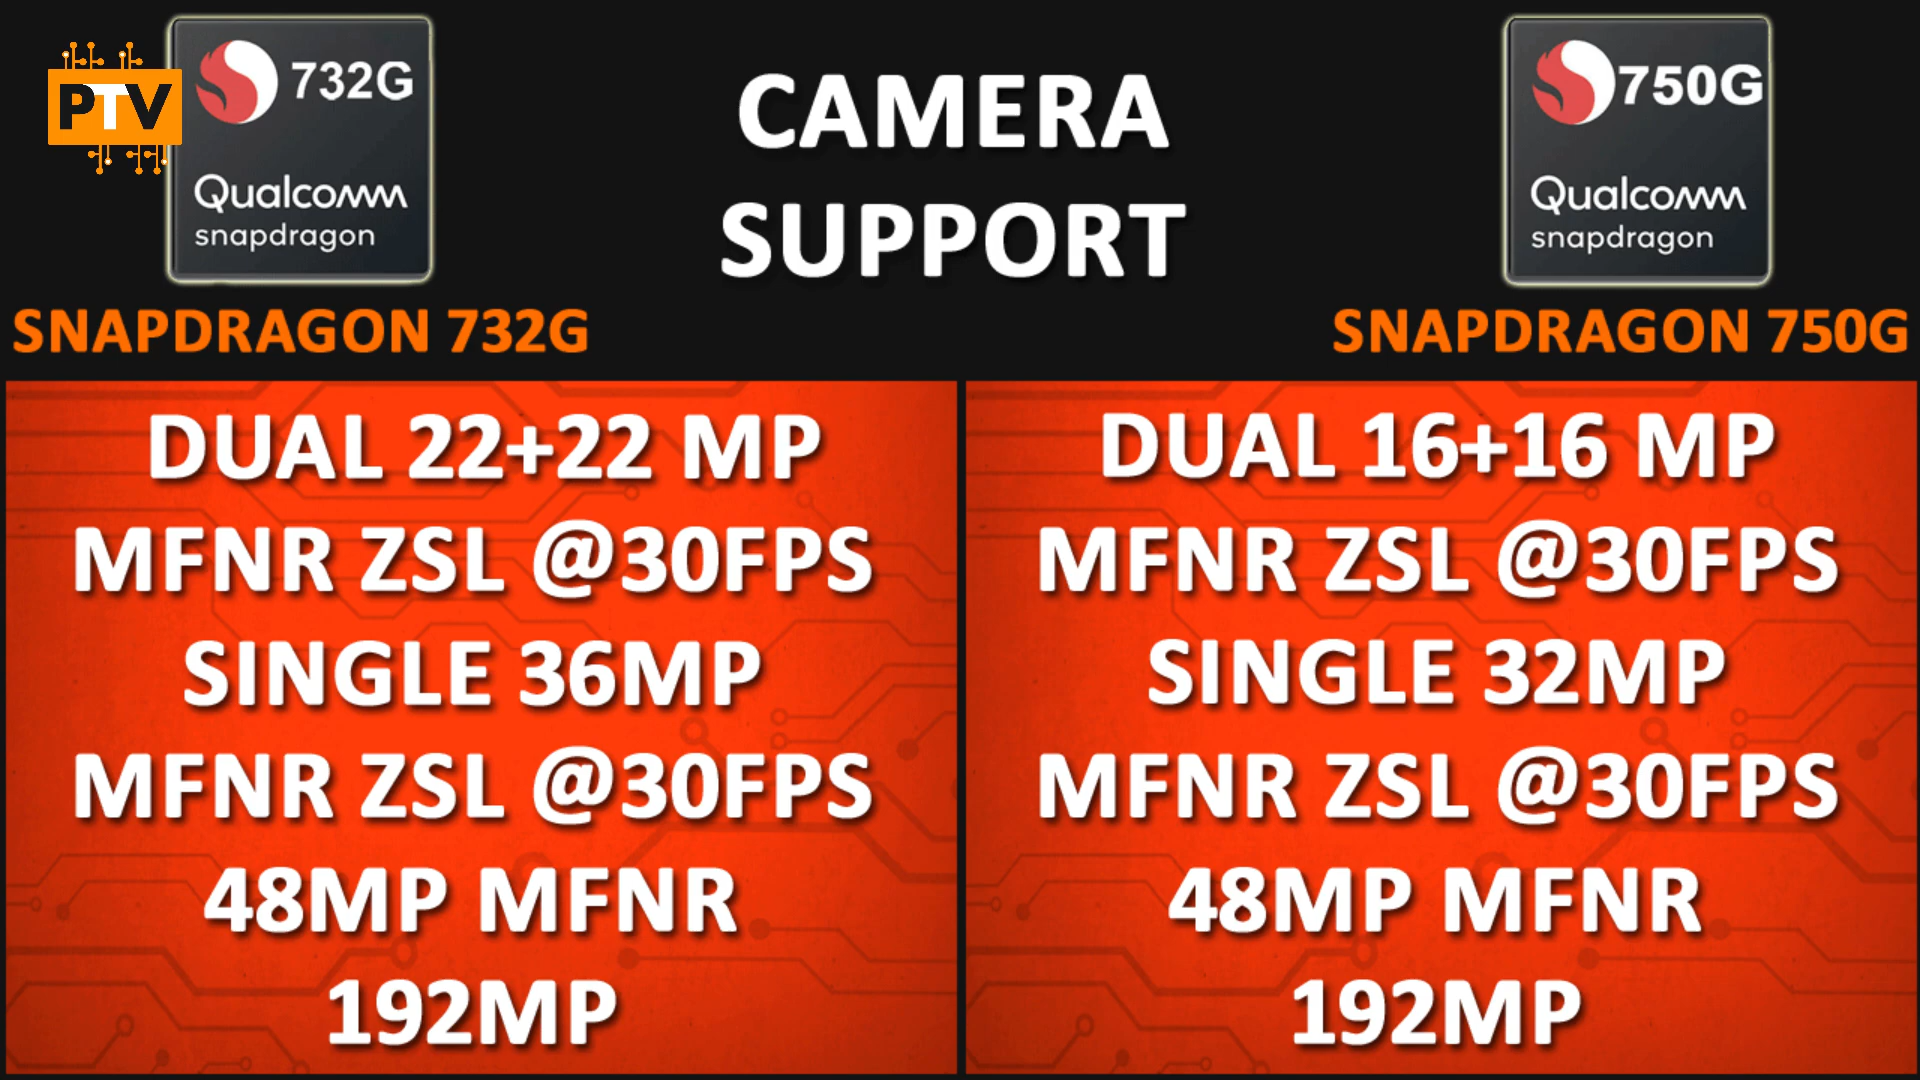 PTV
732G
Qualcomm
snapdragon
CAMERA
SUPPORT
750G
Qualcomm
snapdragon
SNAPDRAGON 732G
SNAPDRAGON 750G
DUAL 22+22 MP
MFNR ZSL @30FPS
SINGLE 36MP
MFNR ZSL @30FPS
48MP MFNR
192MP
DUAL 16+16 MP
MFNR ZSL @30FPS
SINGLE 32MP
MFNR ZSL @30FPS
48MP MFNR
192MP